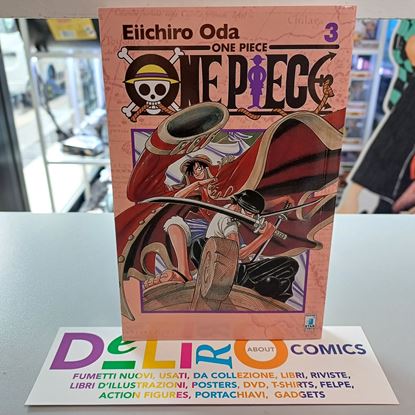 Eiichiro Oda
3
ONE PIECE
ONE PIECE
DeLiRO ABOUT COMICS
FUMETTI NUOVI, USATI, DA COLLEZIONE, LIBRI, RIVISTE,
LIBRI D'ILLUSTRAZIONI, POSTERS, DVD, T-SHIRTS, FELPE,
ACTION FIGURES, PORTACHIAVI, GADGETS